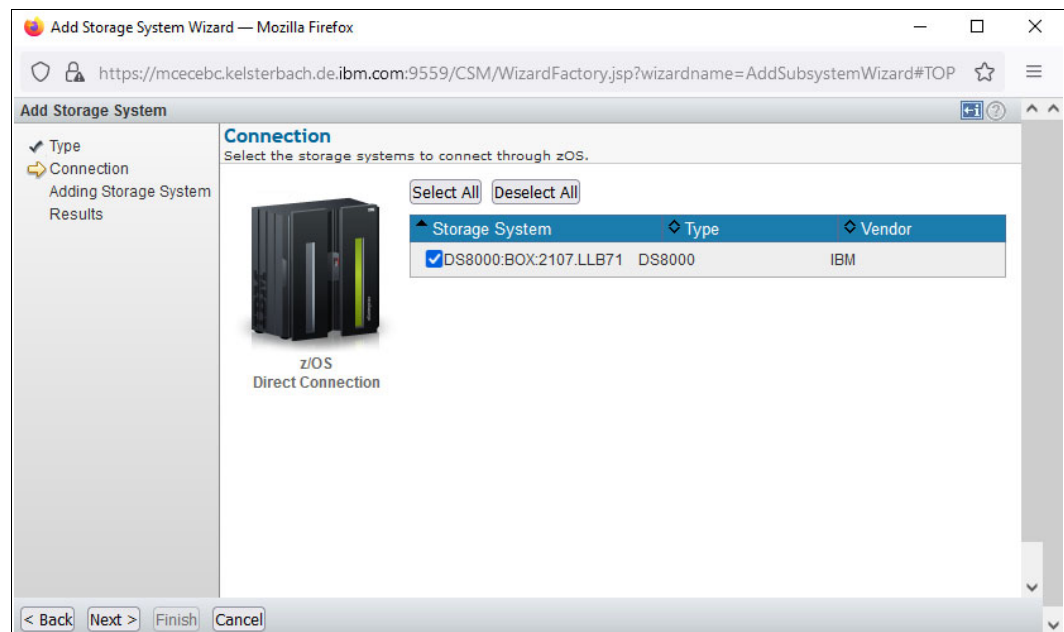 Add Storage System Wizard — Mozilla Firefox
https://mcecebc.kelsterbach.de.ibm.com:9559/CSM/WizardFactory.jsp?wizardname=AddSubsystemWizard#TOP
Add Storage System
Type
Connection
Adding Storage System
Results
Connection
Select the storage systems to connect through zOS.
Select All Deselect All
Storage System Type Vendor
DS8000:BOX:2107.LLB71 DS8000 IBM
z/OS
Direct Connection
< Back Next > Finish Cancel